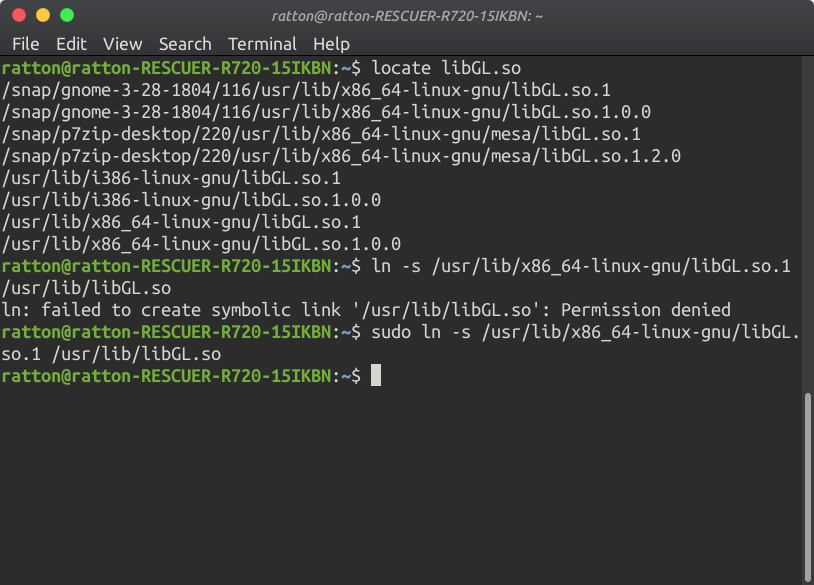 ratton@ratton-RESCUER-R720-15IKBN: ~
File Edit View Search Terminal Help
ratton@ratton-RESCUER-R720-15IKBN:~$ locate libGL.so
/snap/gnome-3-28-1804/116/usr/lib/x86_64-linux-gnu/libGL.so.1
/snap/gnome-3-28-1804/116/usr/lib/x86_64-linux-gnu/libGL.so.1.0.0
/snap/p7zip-desktop/220/usr/lib/x86_64-linux-gnu/mesa/libGL.so.1
/snap/p7zip-desktop/220/usr/lib/x86_64-linux-gnu/mesa/libGL.so.1.2.0
/usr/lib/i386-linux-gnu/libGL.so.1
/usr/lib/i386-linux-gnu/libGL.so.1.0.0
/usr/lib/x86_64-linux-gnu/libGL.so.1
/usr/lib/x86_64-linux-gnu/libGL.so.1.0.0
ratton@ratton-RESCUER-R720-15IKBN:~$ ln -s /usr/lib/x86_64-linux-gnu/libGL.so.1
/usr/lib/libGL.so
ln: failed to create symbolic link '/usr/lib/libGL.so': Permission denied
ratton@ratton-RESCUER-R720-15IKBN:~$ sudo ln -s /usr/lib/x86_64-linux-gnu/libGL.
so.1 /usr/lib/libGL.so
ratton@ratton-RESCUER-R720-15IKBN:~$